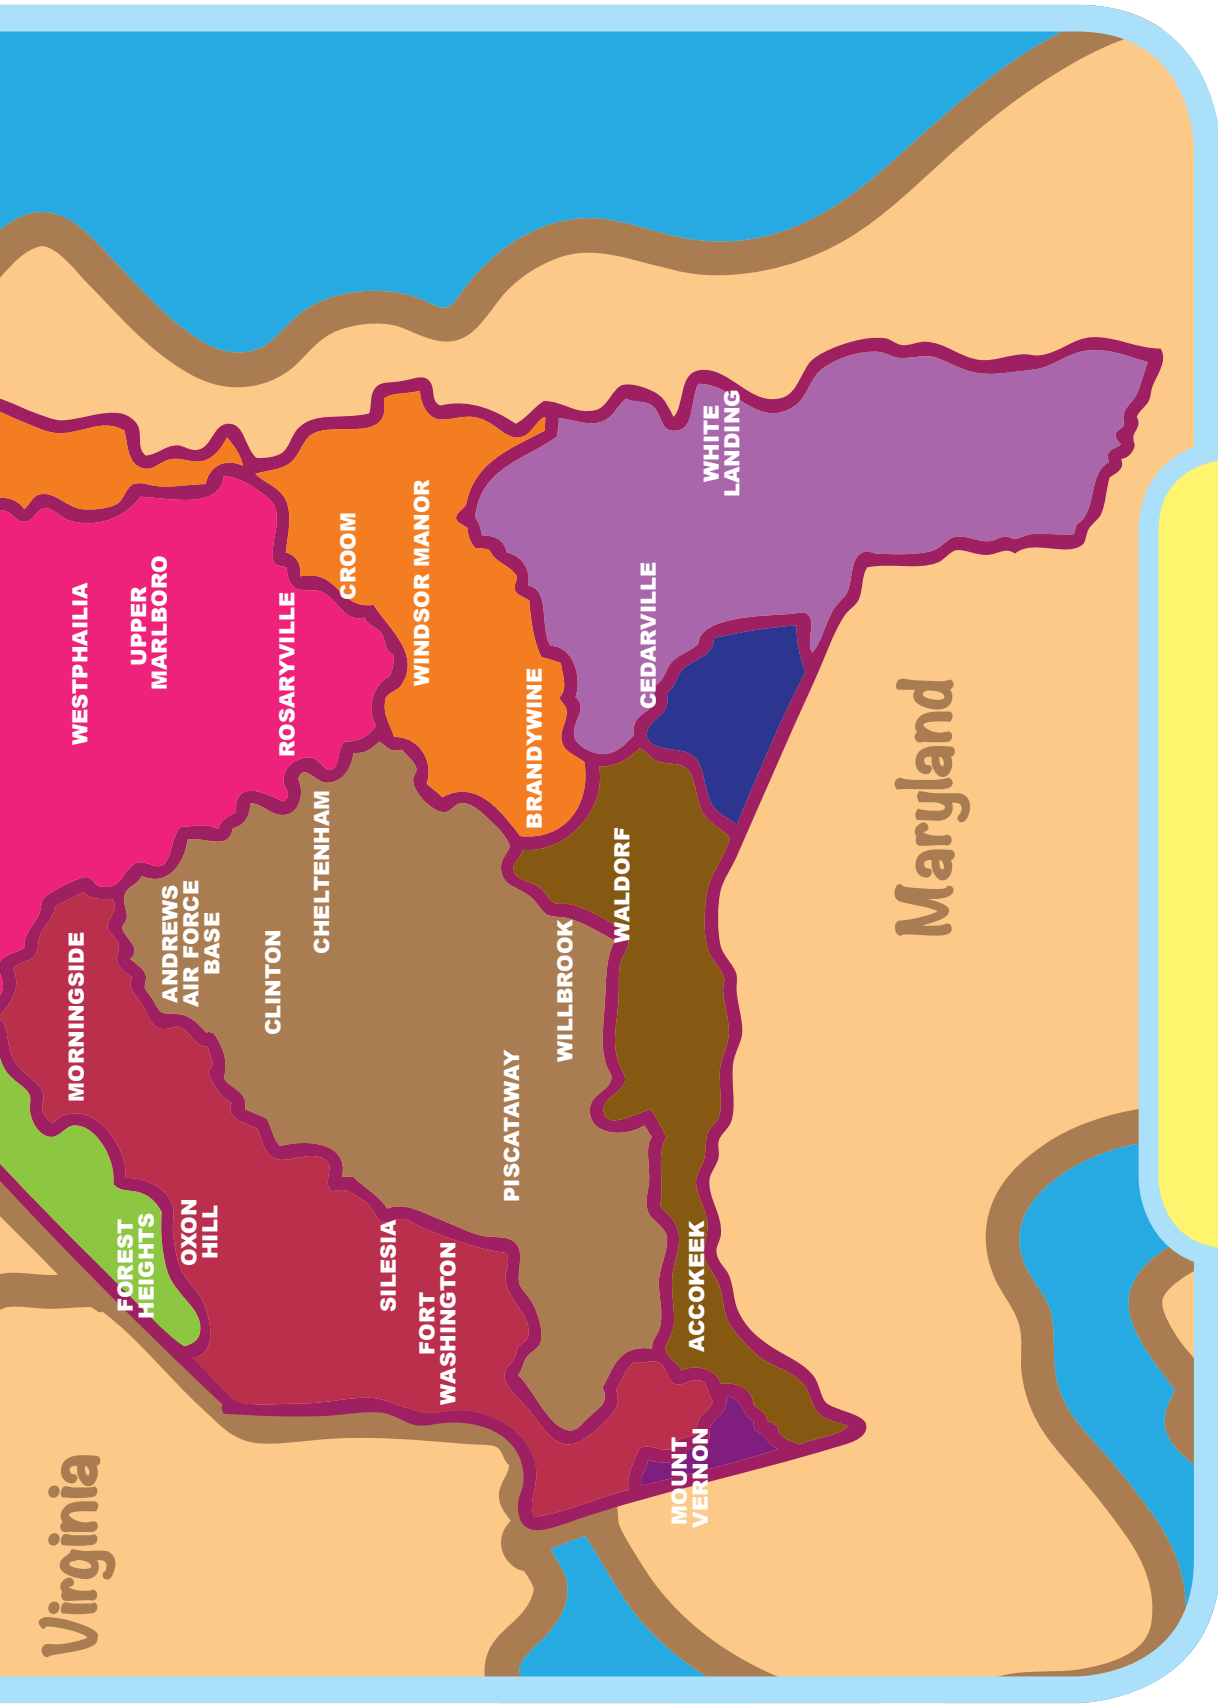 WESTPHAILIA
UPPER
MARLBORO
ROSARYVILLE
CROOM
WINDSOR MANOR
BRANDYWINE
CEDARVILLE
WHITE
LANDING
MORNINGSIDE
ANDREWS
AIR FORCE
BASE
CLINTON
CHELTENHAM
WILLBROOK
WALDORF
Maryland
PISCATAWAY
FOREST
HEIGHTS
OXON
HILL
SILESIA
FORT
WASHINGTON
ACCOKEEK
MOUNT
VERNON
Virginia